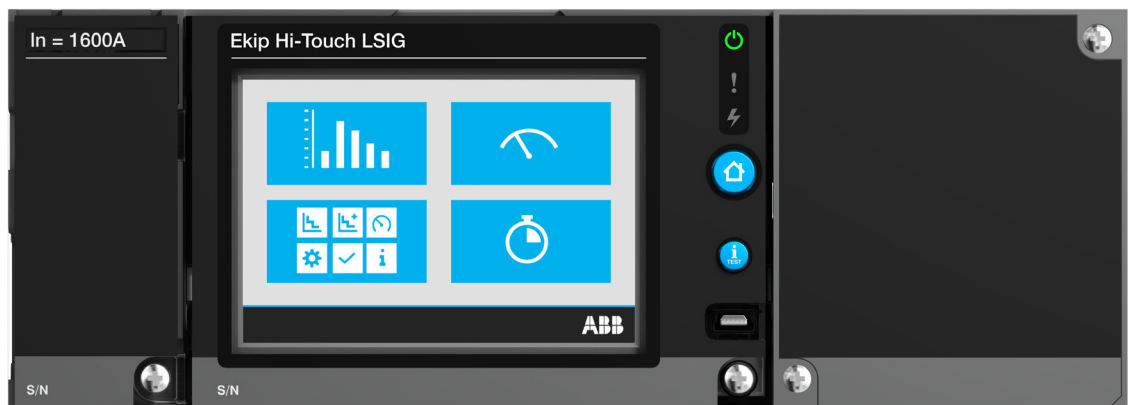 In = 1600A
Ekip Hi-Touch LSIG
i
TEST
ABB
S/N
S/N